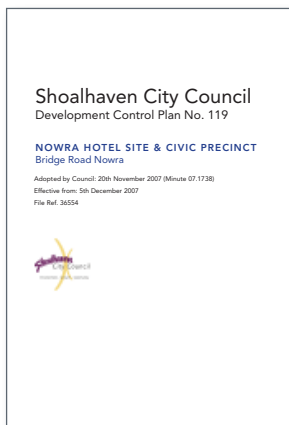 Shoalhaven City Council
Development Control Plan No. 119
NOWRA HOTEL SITE & CIVIC PRECINCT
Bridge Road Nowra
Adopted by Council: 20th November 2007 (Minute 07.1738)
Effective from: 5th December 2007
File Ref. 36554
Shoalhaven
City Council